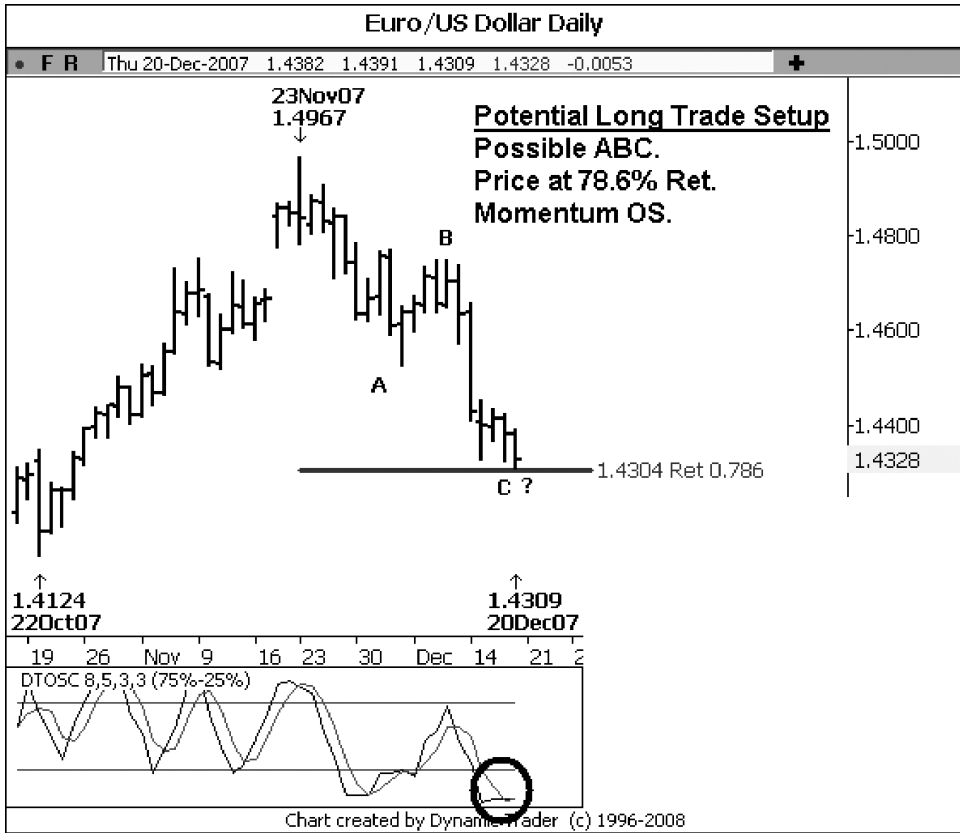 Euro/US Dollar Daily
F R Thu 20-Dec-2007 1.4382 1.4391 1.4309 1.4328 -0.0053
23Nov07
1.4967
Potential Long Trade Setup
Possible ABC.
Price at 78.6% Ret.
Momentum OS.
1.5000
1.4800
1.4600
1.4400
1.4328
B
A
1.4304 Ret 0.786
C ?
1.4124
22Oct07
1.4309
20Dec07
19 26 Nov 9 16 23 30 Dec 14 21 2
DTOSC 8,5,3,3 (75%-25%)
Chart created by Dynamic Trader (c) 1996-2008